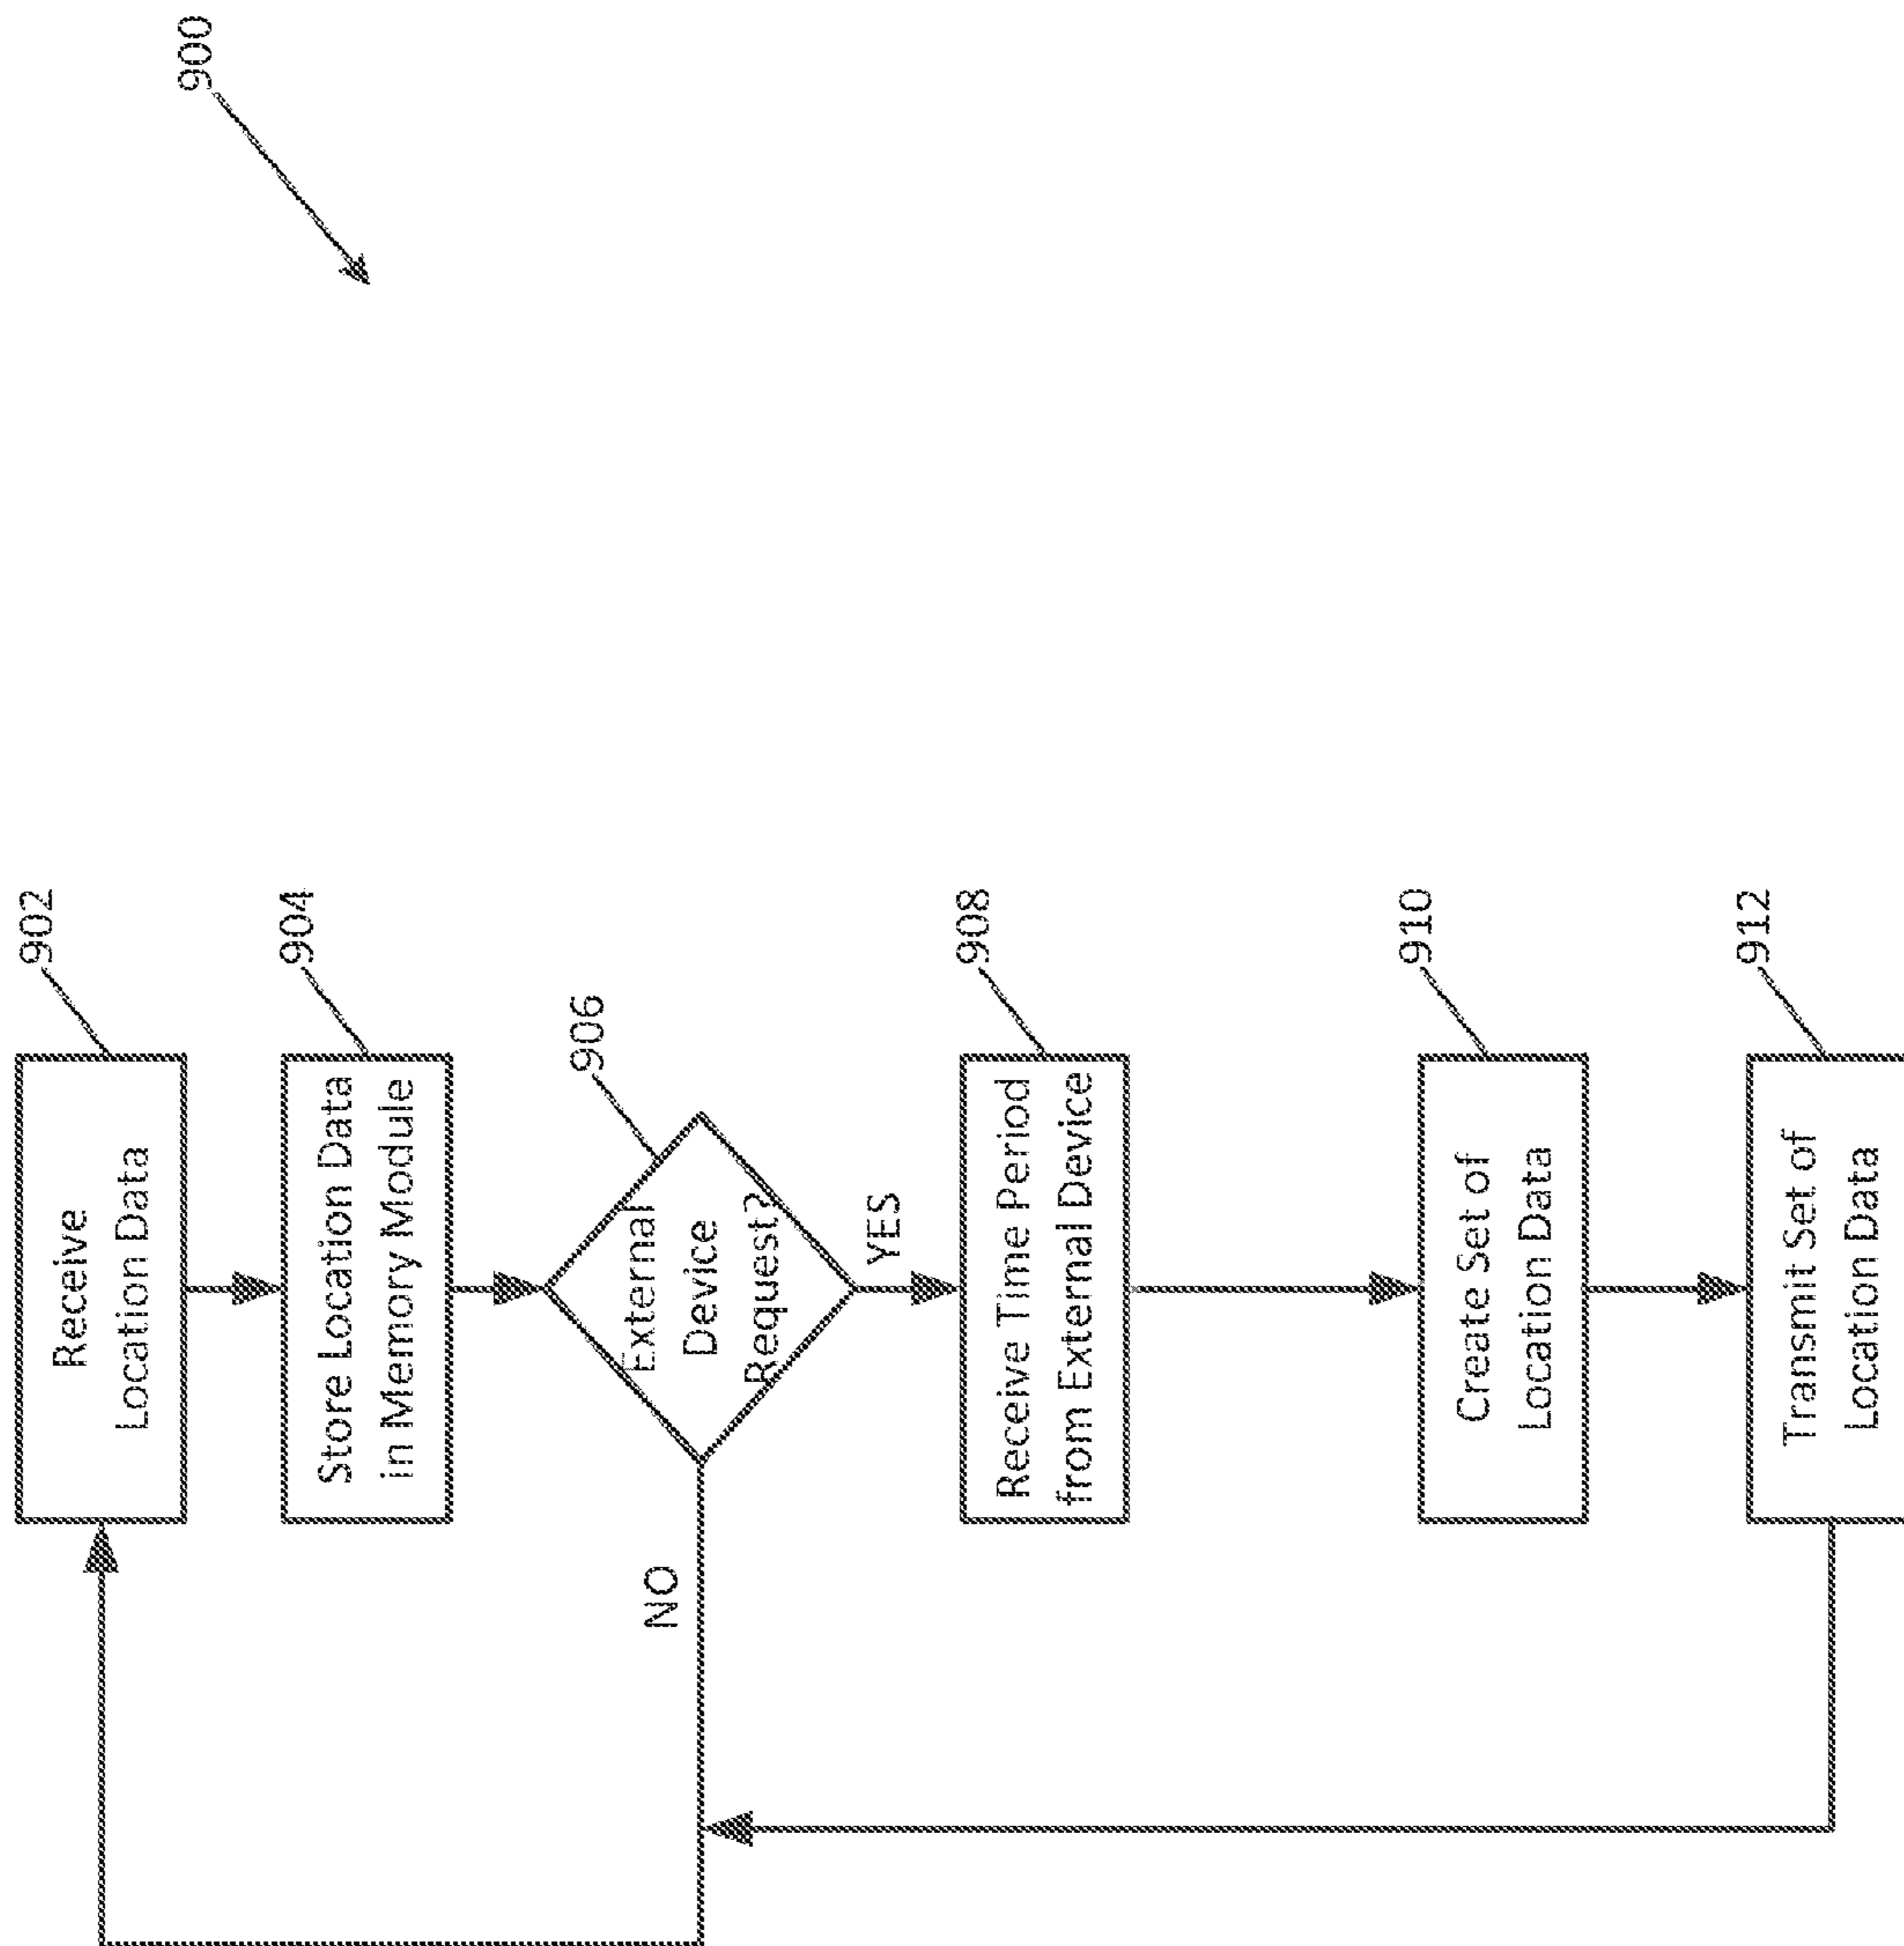 900
902
Receive
Location Data
904
Store Location Data
in Memory Module
906
External
Device
Request?
NO
YES
908
Receive Time Period
from External Device
910
Create Set of
Location Data
912
Transmit Set of
Location Data